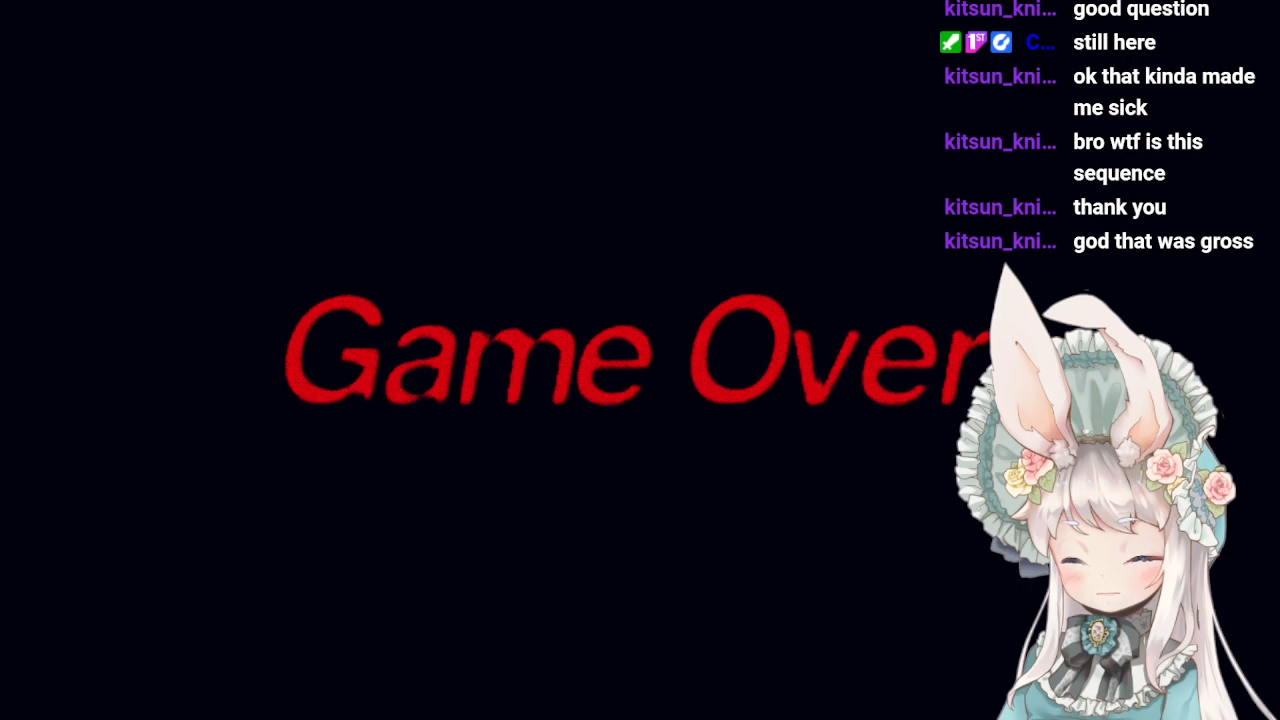 kitsun_kni... good question
1ST C... still here
kitsun_kni... ok that kinda made
me sick
kitsun_kni... bro wtf is this
sequence
kitsun_kni... thank you
kitsun_kni... god that was gross
Game Over